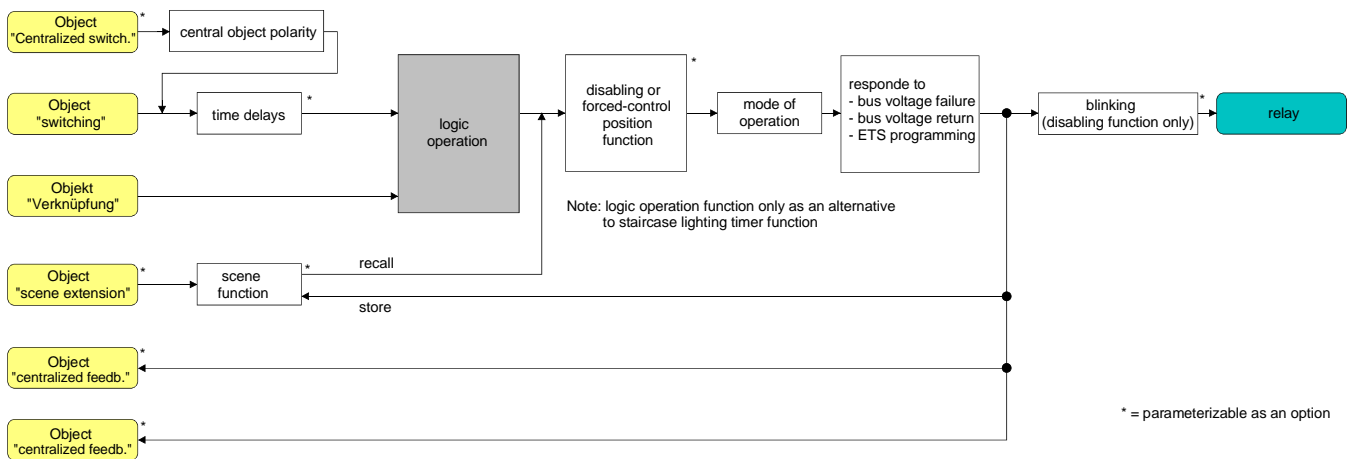 Object
"Centralized switch."
*
central object polarity
Object
"switching"
time delays
*
logic
operation
disabling or
forced-control
position
function
*
mode of
operation
responde to
- bus voltage failure
- bus voltage return
- ETS programming
blinking
(disabling function only)
*
relay
Objekt
"Verknüpfung"
Note: logic operation function only as an alternative
to staircase lighting timer function
Object
"scene extension"
*
scene
function
*
recall
store
Object
"centralized feedb."
*
Object
"centralized feedb."
*
* = parameterizable as an option